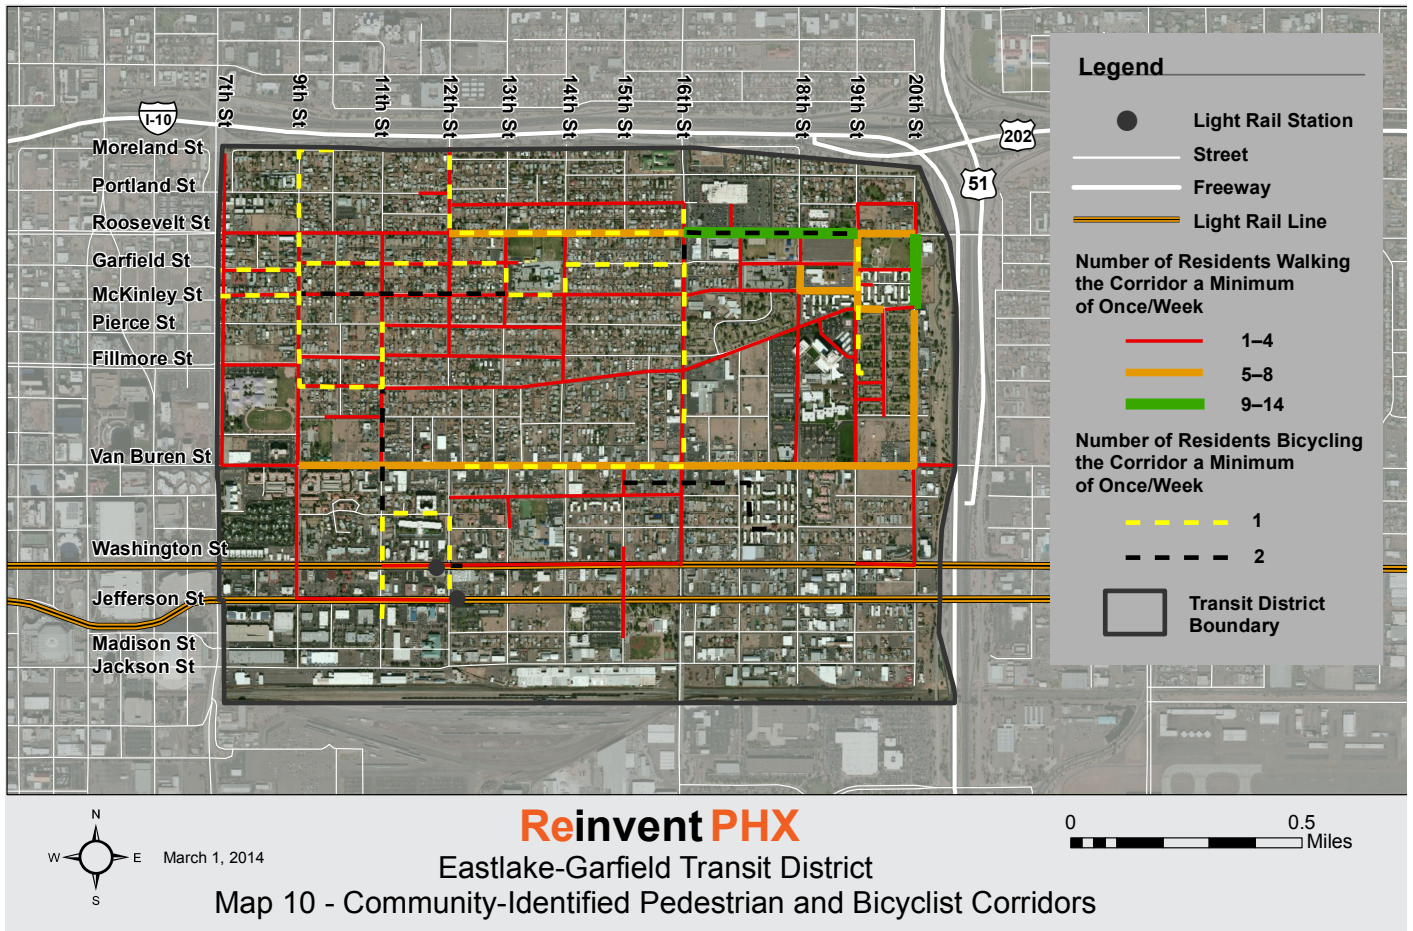 7th St
9th St
11th St
12th St
13th St
14th St
15th St
16th St
18th St
19th St
20th St
I-10
202
51
Moreland St
Portland St
Roosevelt St
Garfield St
McKinley St
Pierce St
Fillmore St
Van Buren St
Washington St
Jefferson St
Madison St
Jackson St
Legend
Light Rail Station
Street
Freeway
Light Rail Line
Number of Residents Walking
the Corridor a Minimum
of Once/Week
1–4
5–8
9–14
Number of Residents Bicycling
the Corridor a Minimum
of Once/Week
1
2
Transit District
Boundary
N
W
E
S
March 1, 2014
Reinvent PHX
Eastlake-Garfield Transit District
Map 10 - Community-Identified Pedestrian and Bicyclist Corridors
0 0.5
Miles